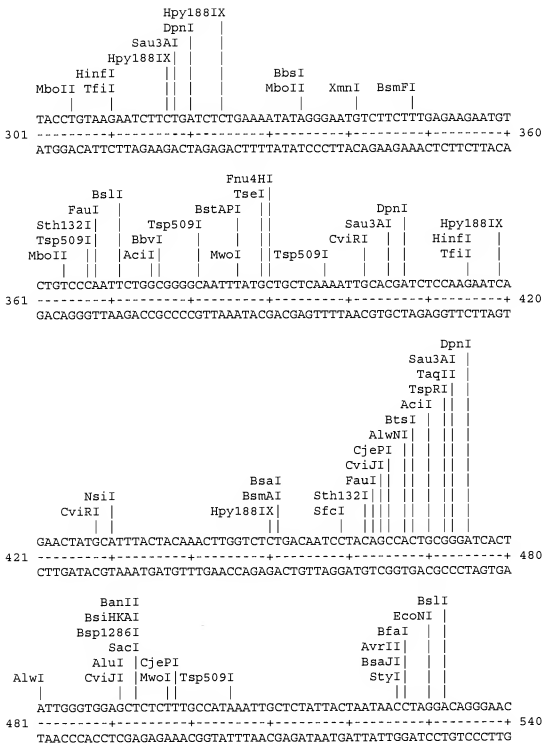 Hpy188IX
DpnI
Sau3AI
Hpy188IX
HinfI BbsI
MboII TfiI MboII XmnI BsmFI
TACCTGTAAGAATCTTCTGATCTCTGAAAATATAGGGAATGTCTTCTTTGAGAAGAATGT
301 ---------+---------+---------+---------+---------+---------+ 360
ATGGACATTCTTAGAAGACTAGAGACTTTTATATCCCTTACAGAAGAAACTCTTCTTACA
Fnu4HI
BslI TseI
FauI BstAPI DpnI
Sth132I Tsp509I Sau3AI Hpy188IX
Tsp509I BbvI CviRI HinfI
MboII AciI MwoI Tsp509I TfiI
CTGTCCCAATTCTGGCGGGGCAATTTATGCTGCTCAAAATTGCACGATCTCCAAGAATCA
361 ---------+---------+---------+---------+---------+---------+ 420
GACAGGGTTAAGACCGCCCCGTTAAATACGACGAGTTTTAACGTGCTAGAGGTTCTTAGT
DpnI
Sau3AI
TaqII
TspRI
AciI
BtsI
AlwNI
CjePI
CviJI
BsaI FauI
NsiI BsmAI Sth132I
CviRI Hpy188IX SfcI
GAACTATGCATTTACTACAAACTTGGTCTCTGACAATCCTACAGCCACTGCGGGATCACT
421 ---------+---------+---------+---------+---------+---------+ 480
CTTGATACGTAAATGATGTTTGAACCAGAGACTGTTAGGATGTCGGTGACGCCCTAGTGA
BanII BslI
BsiHKAI EcoNI
Bsp1286I BfaI
SacI AvrII
AluI CjePI BsaJI
AlwI CviJI MwoI Tsp509I StyI
ATTGGGTGGAGCTCTCTTTGCCATAAATTGCTCTATTACTAATAACCTAGGACAGGGAAC
481 ---------+---------+---------+---------+---------+---------+ 540
TAACCCACCTCGAGAGAAACGGTATTTAACGAGATAATGATTATTGGATCCTGTCCCTTG